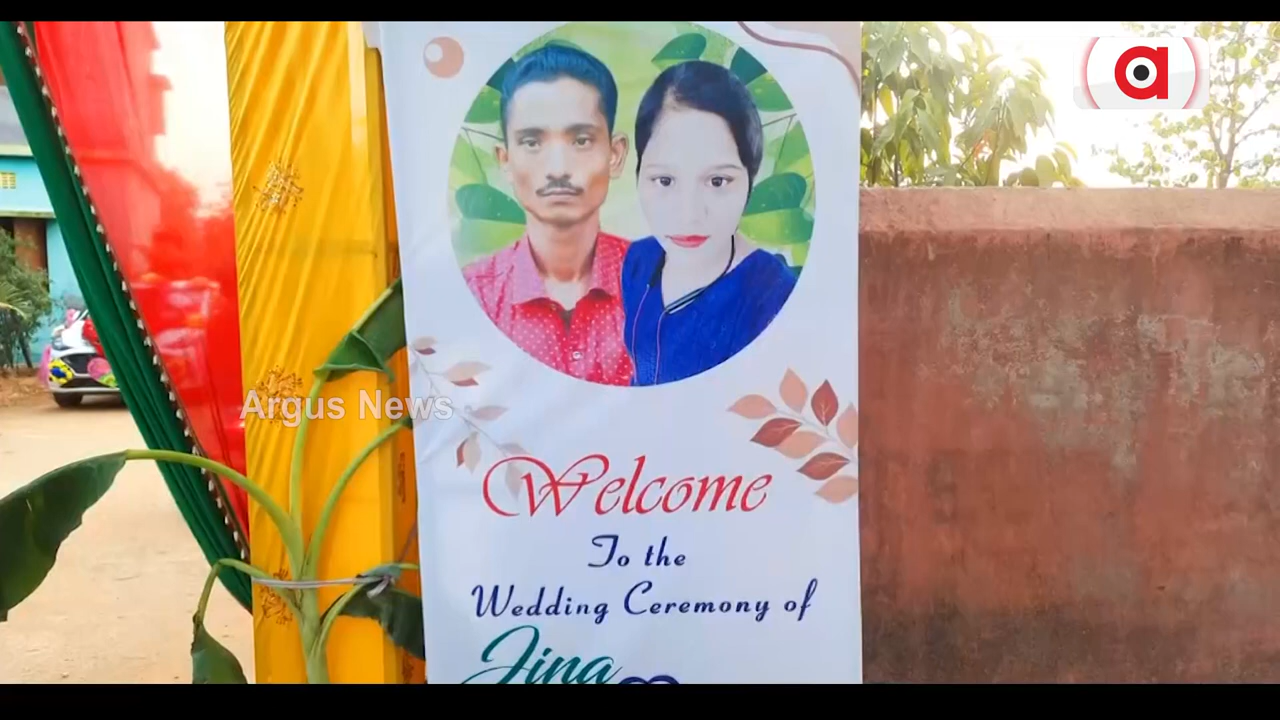 a
Argus News
Welcome
To the
Wedding Ceremony of
Jina